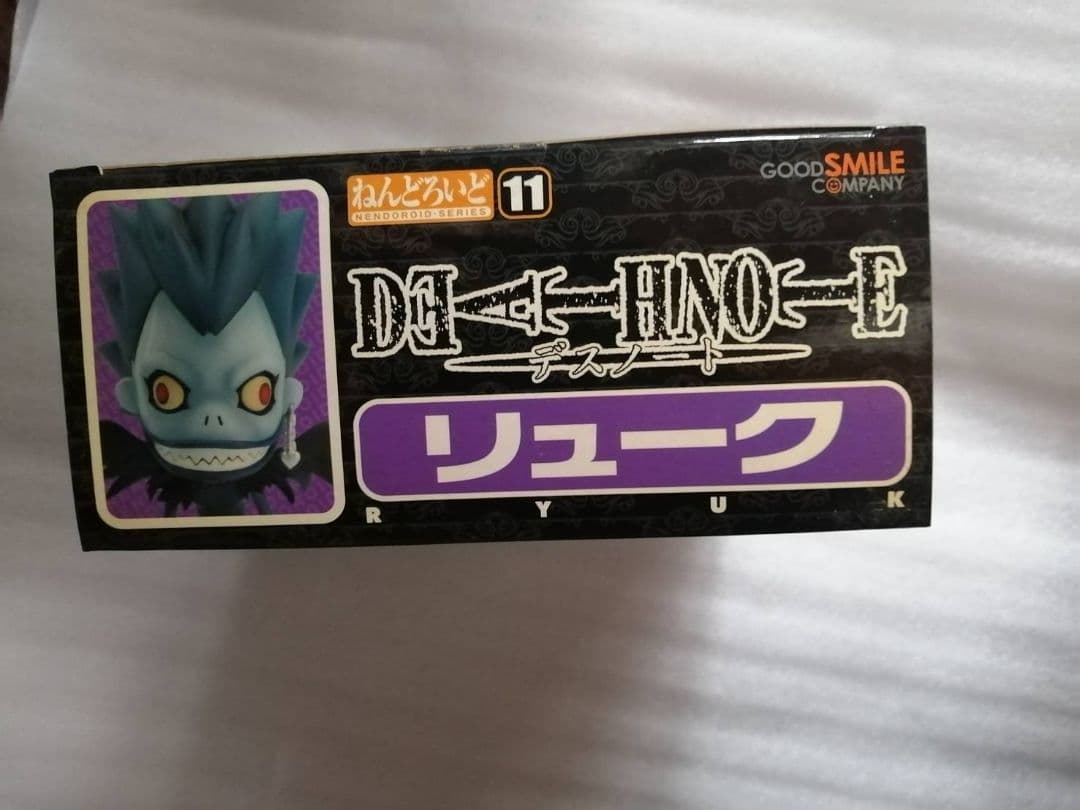 ねんどろいど 11
NENDOROID・SERIES
GOOD SMILE
COMPANY
DEATH NOTE
デスノート
リューク
RYUK